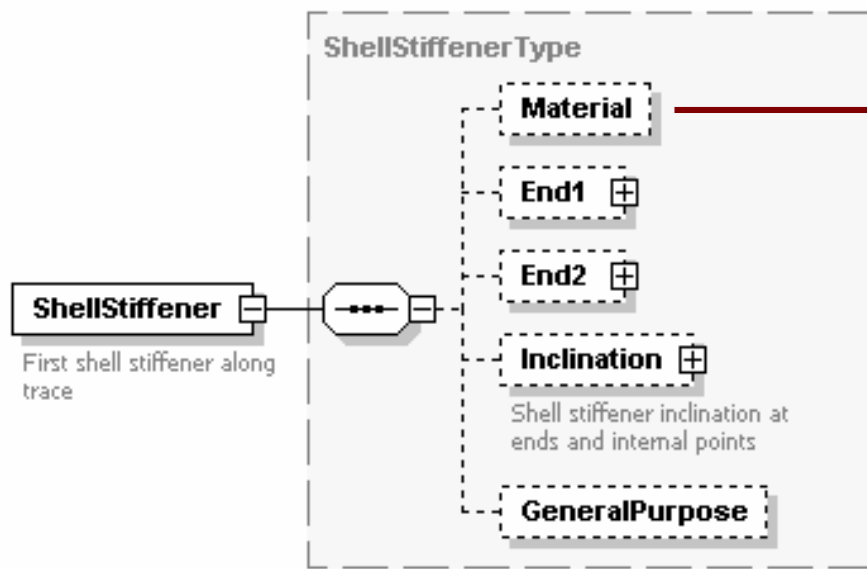 ShellStiffenerType
Material
End1
End2
ShellStiffener
First shell stiffener along
trace
Inclination
Shell stiffener inclination at
ends and internal points
GeneralPurpose